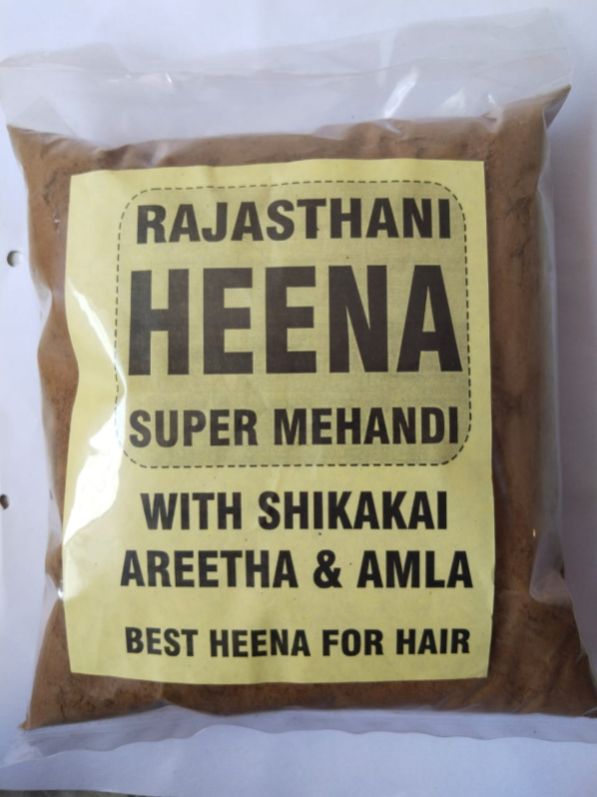 RAJASTHANI
HEENA
SUPER MEHANDI
WITH SHIKAKAI
AREETHA & AMLA
BEST HEENA FOR HAIR